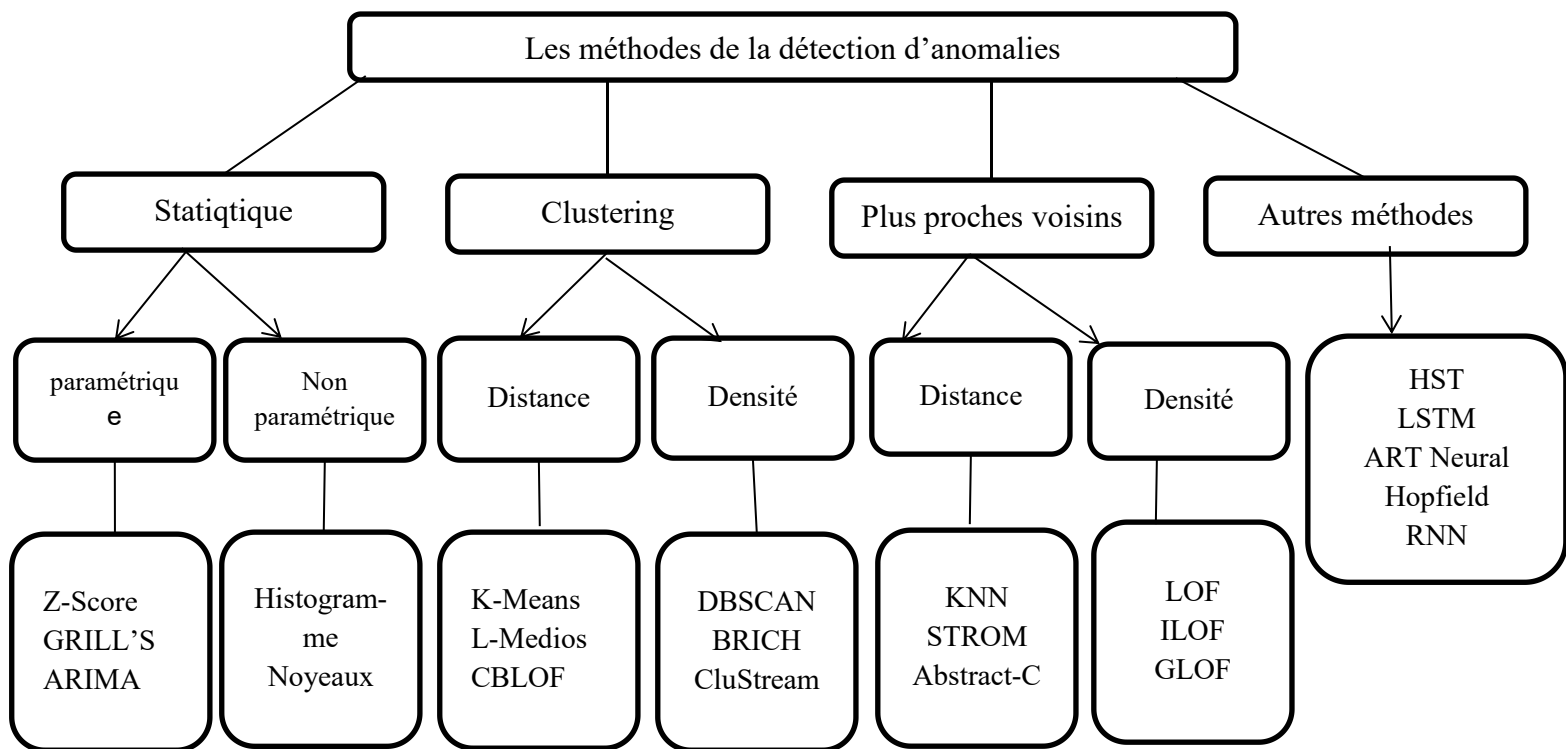 Les méthodes de la détection d’anomalies
Statiqtique
Clustering
Plus proches voisins
Autres méthodes
paramétriqu
e
Non
paramétrique
Distance
Densité
Distance
Densité
HST
LSTM
ART Neural
Hopfield
RNN
Z-Score
GRILL’S
ARIMA
Histogram-
me
Noyeaux
K-Means
L-Medios
CBLOF
DBSCAN
BRICH
CluStream
KNN
STROM
Abstract-C
LOF
ILOF
GLOF